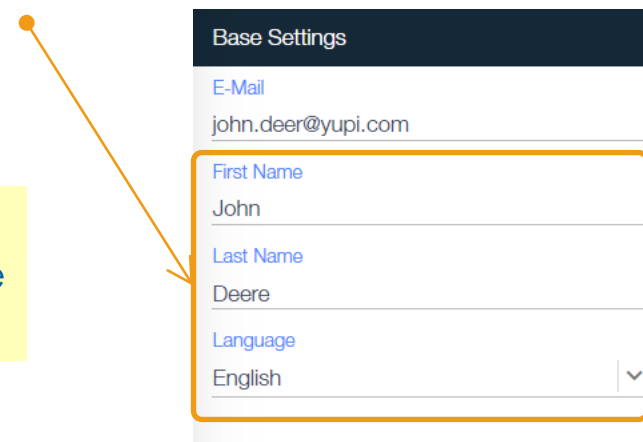 Base Settings
E-Mail
john.deer@yupi.com
First Name
John
Last Name
Deere
Language
English